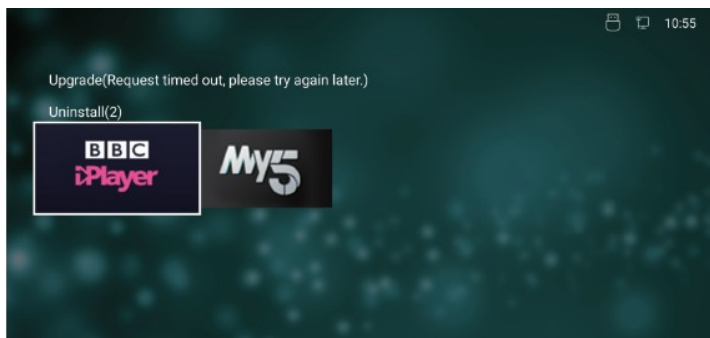 10:55
Upgrade(Request timed out, please try again later.)
Uninstall(2)
BBC
iPlayer
My5